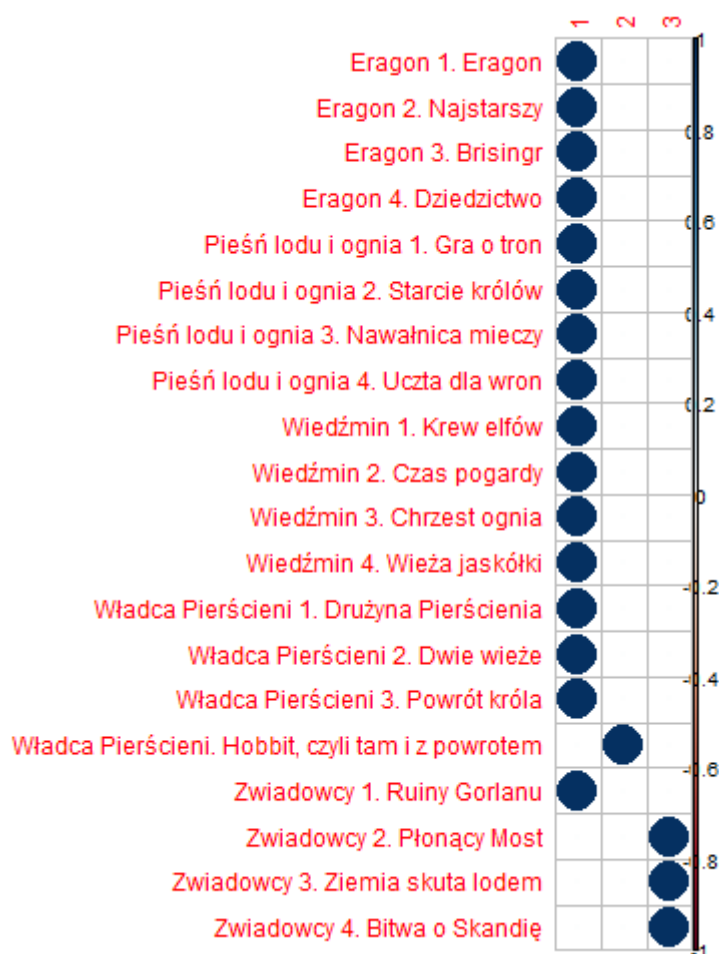 1 2 3
Eragon 1. Eragon
Eragon 2. Najstarszy
Eragon 3. Brisingr
Eragon 4. Dziedzictwo
Pieśń lodu i ognia 1. Gra o tron
Pieśń lodu i ognia 2. Starcie królów
Pieśń lodu i ognia 3. Nawałnica mieczy
Pieśń lodu i ognia 4. Uczta dla wron
Wiedźmin 1. Krew elfów
Wiedźmin 2. Czas pogardy
Wiedźmin 3. Chrzest ognia
Wiedźmin 4. Wieża jaskółki
Władca Pierścieni 1. Drużyna Pierścienia
Władca Pierścieni 2. Dwie wieże
Władca Pierścieni 3. Powrót króla
Władca Pierścieni. Hobbit, czyli tam i z powrotem
Zwiadowcy 1. Ruiny Gorlanu
Zwiadowcy 2. Płonący Most
Zwiadowcy 3. Ziemia skuta lodem
Zwiadowcy 4. Bitwa o Skandię
1
0.8
0.6
0.4
0.2
0
-0.2
-0.4
-0.6
-0.8
-1